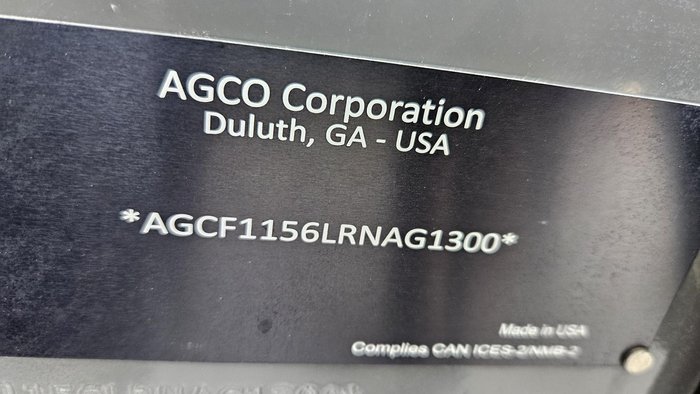 AGCO Corporation
Duluth, GA - USA
*AGCF1156LRNAG1300*
Made in USA
Complies CAN ICES-2/NMB-2